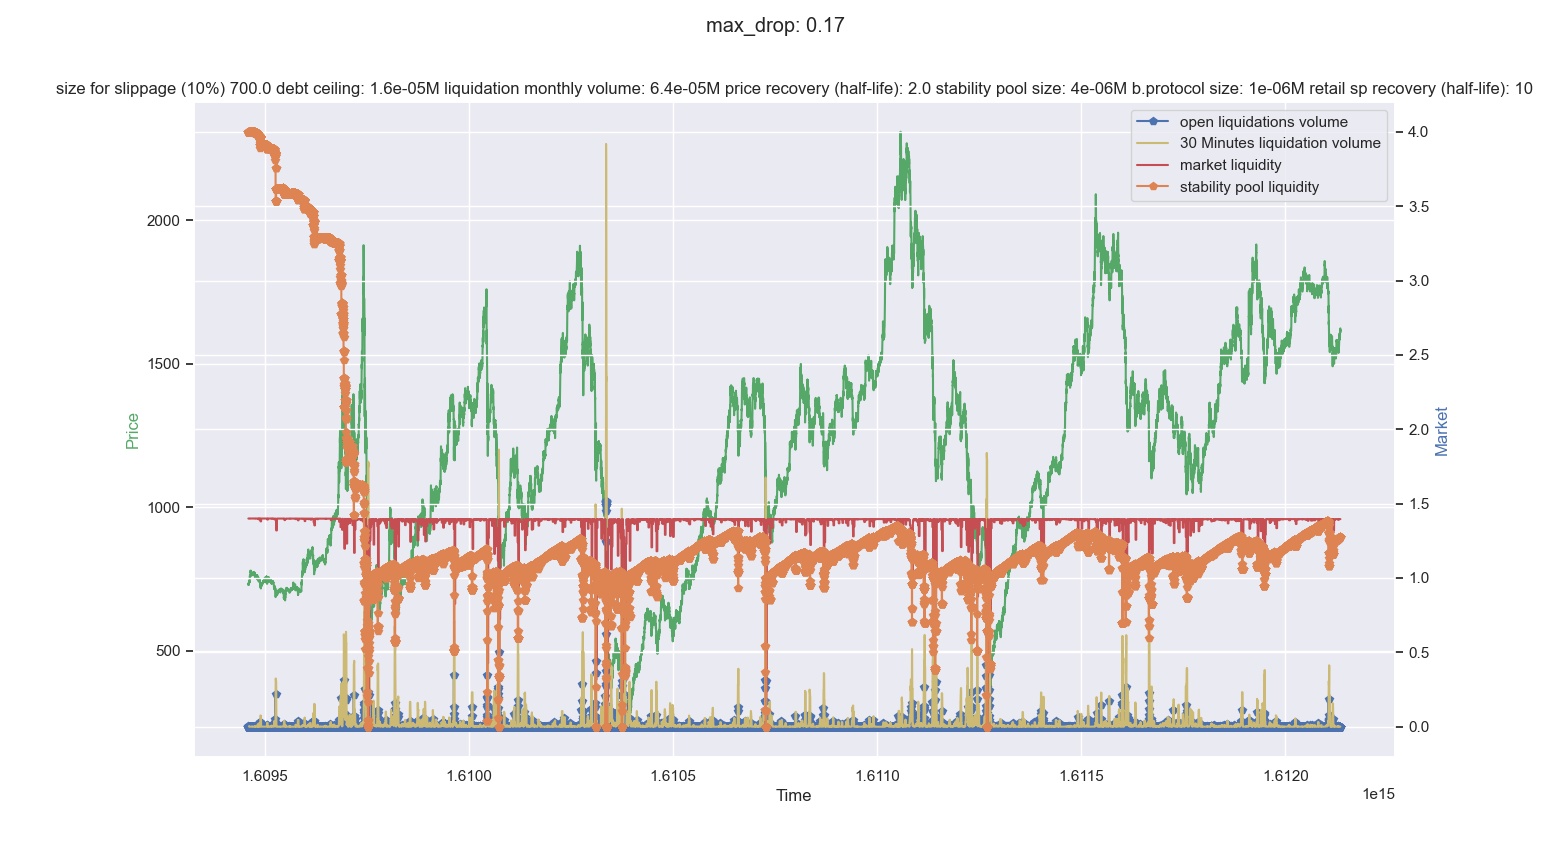 max_drop: 0.17
size for slippage (10%) 700.0 debt ceiling: 1.6e-05M liquidation monthly volume: 6.4e-05M price recovery (half-life): 2.0 stability pool size: 4e-06M b.protocol size: 1e-06M retail sp recovery (half-life): 10
open liquidations volume
30 Minutes liquidation volume
market liquidity
stability pool liquidity
Price
2000
1500
1000
500
4.0
3.5
3.0
2.5
2.0
1.5
1.0
0.5
0.0
Market
1.6095
1.6100
1.6105
1.6110
1.6115
1.6120
Time
1e15